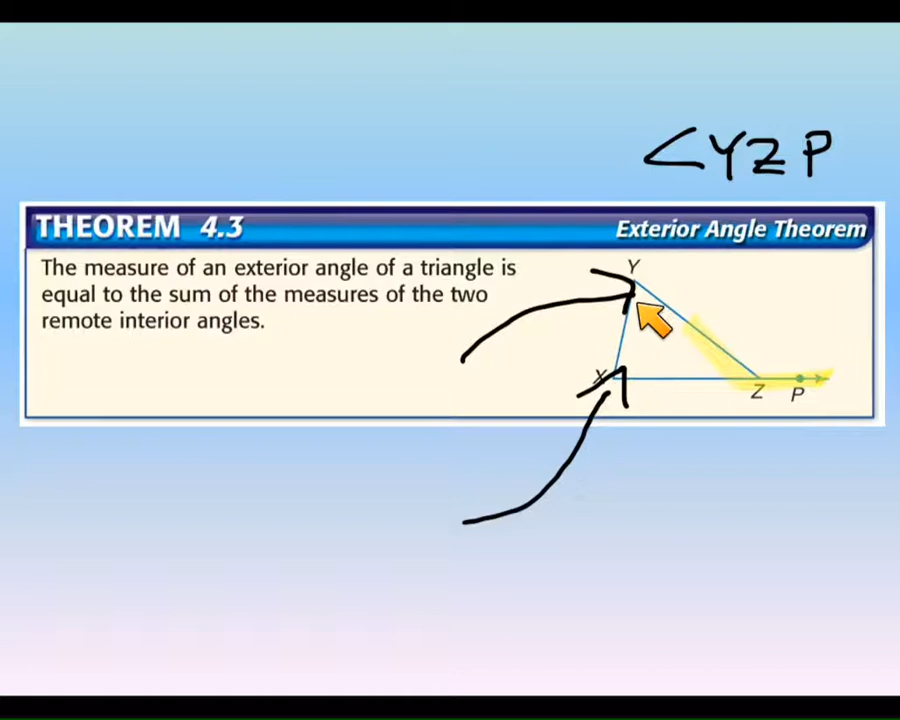 <YZP
THEOREM 4.3
Exterior Angle Theorem
The measure of an exterior angle of a triangle is
equal to the sum of the measures of the two
remote interior angles.
Y
X
Z
P